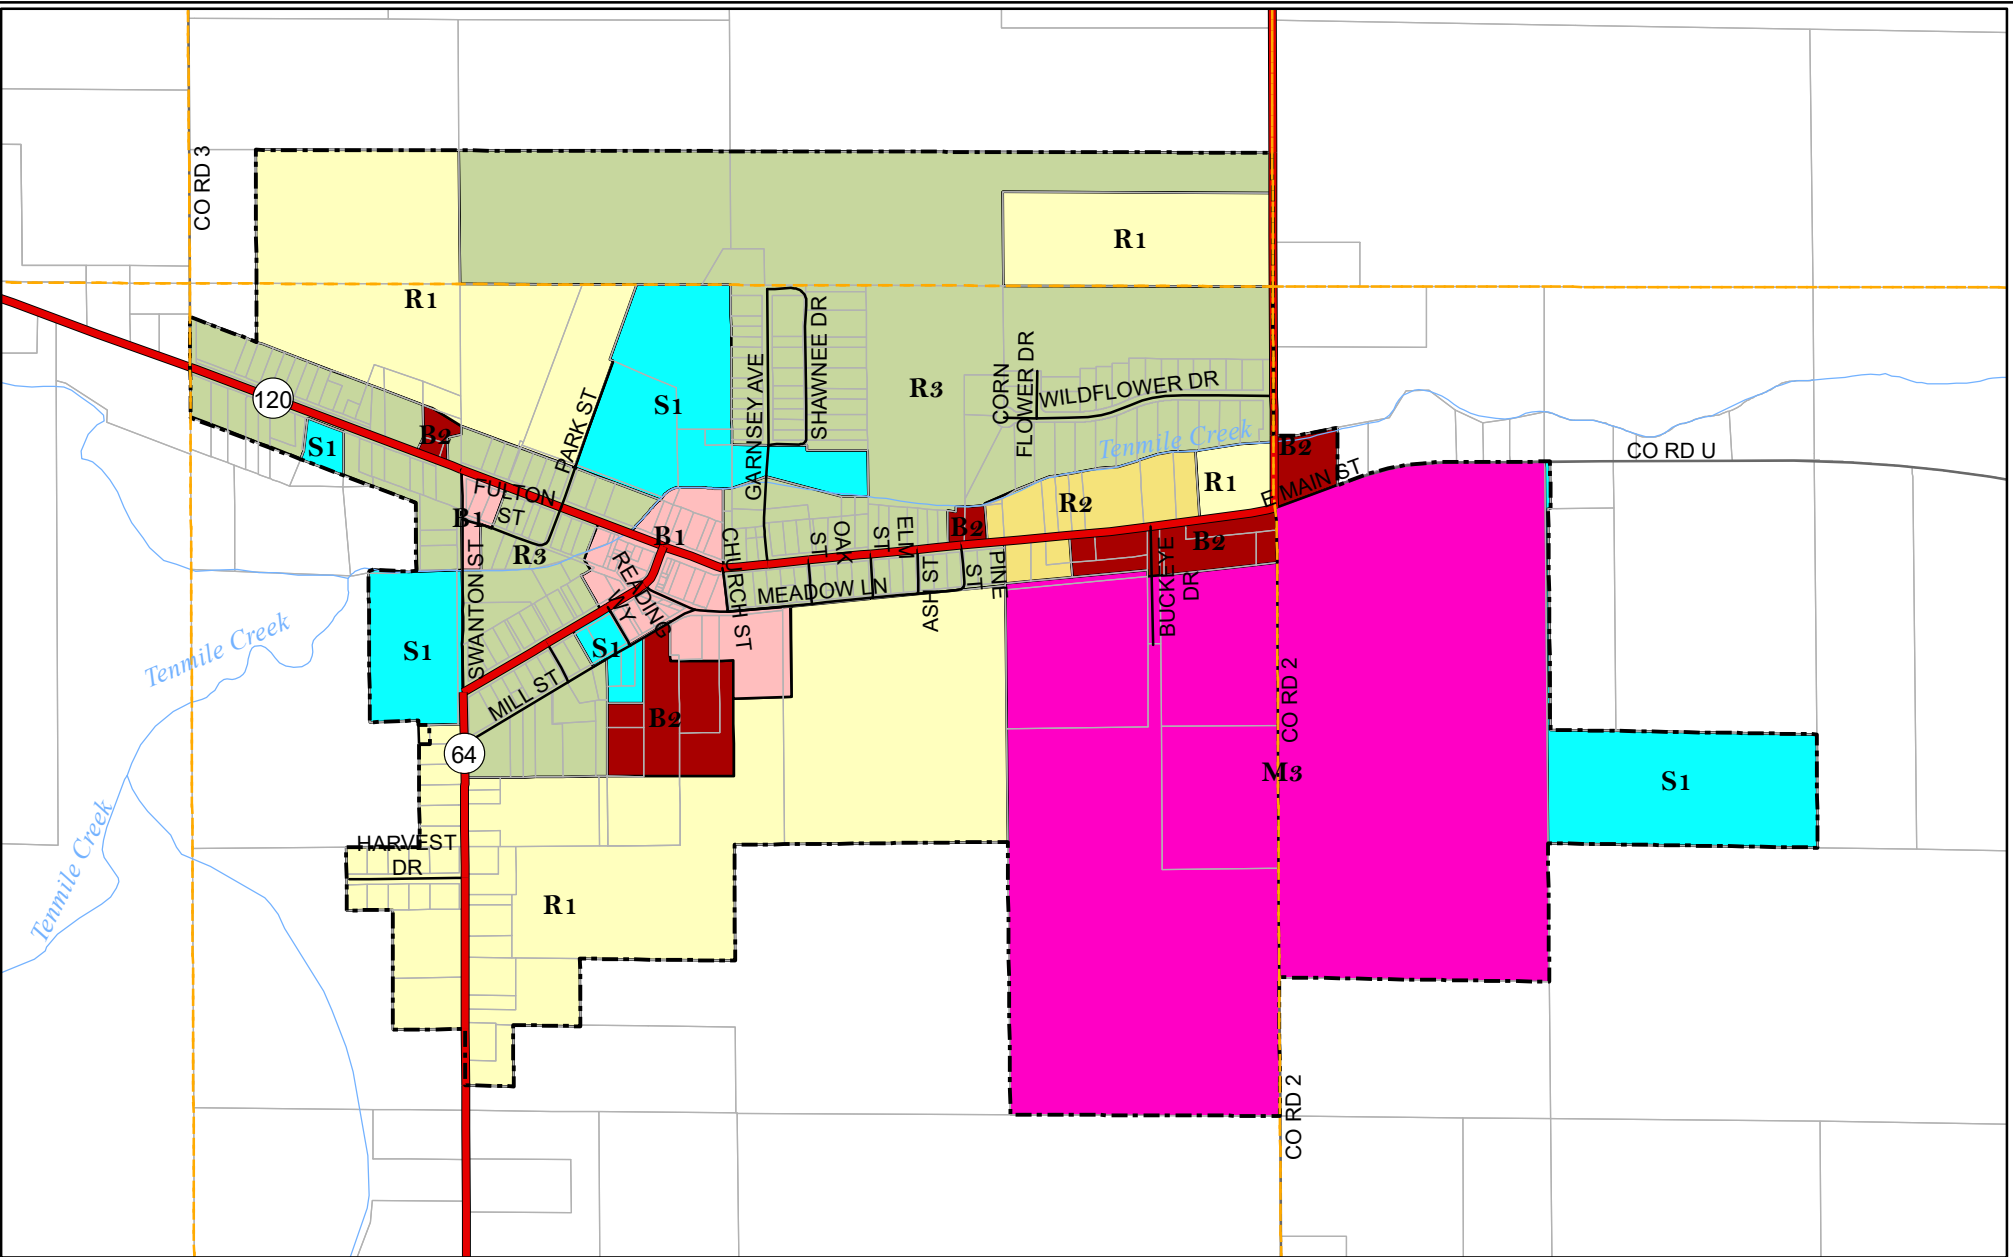 CO RD 3
R1
R1
120
B2
S1
PARK ST
S1
GARNSEY AVE
SHAWNEE DR
R3
CORN
FLOWER DR
WILDFLOWER DR
Tenmile Creek
B2
E MAIN ST
CO RD U
R1
R2
B2
B2
FULTON
ST
B1
R3
B1
SWANTON ST
READING
WY
CHURCH ST
OAK
ST
ELM
ST
ASH ST
PINE
ST
MEADOW LN
BUCKEYE
DR
Tenmile Creek
S1
S1
MILL ST
B2
64
CO RD 2
M3
S1
Tenmile Creek
HARVEST
DR
R1
CO RD 2